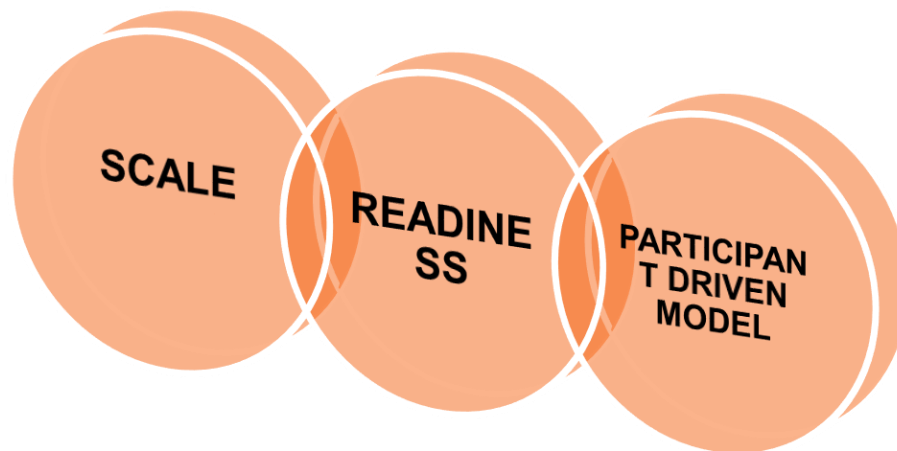 SCALE
READINE
SS
PARTICIPAN
T DRIVEN
MODEL